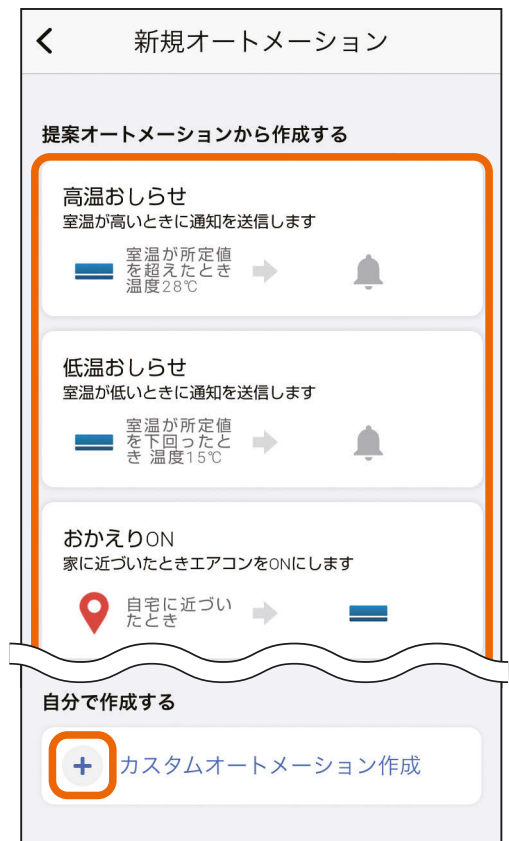 新規オートメーション
提案オートメーションから作成する
高温おしらせ
室温が高いときに通知を送信します
室温が所定値
を超えたとき
温度28℃
低温おしらせ
室温が低いときに通知を送信します
室温が所定値
を下回ったと
き 温度15℃
おかえりON
家に近づいたときエアコンをONにします
自宅に近づい
たとき
自分で作成する
+ カスタムオートメーション作成